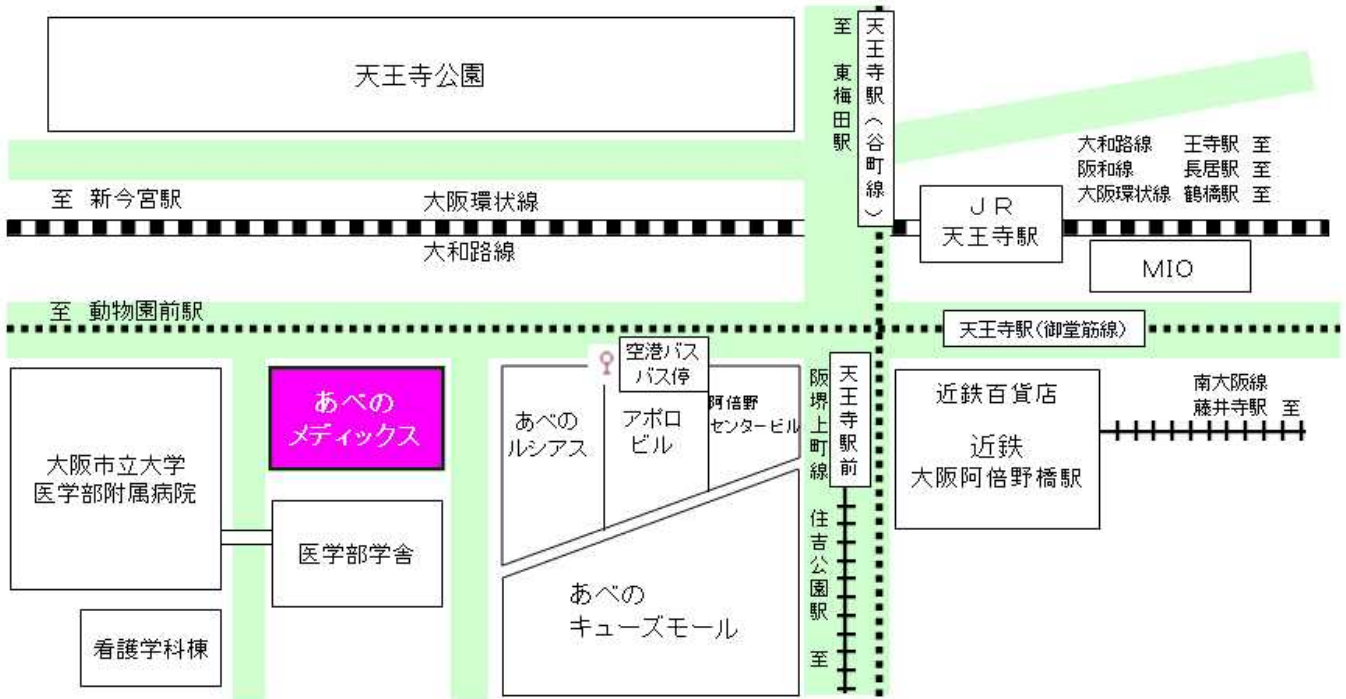 天王寺公園
至 東梅田駅
天王寺駅(谷町線)
大和路線 王寺駅 至
阪和線 長居駅 至
大阪環状線 鶴橋駅 至
至 新今宮駅
大阪環状線
大和路線
JR
天王寺駅
MIO
至 動物園前駅
天王寺駅(御堂筋線)
空港バス
バス停
あべの
メディックス
あべの
ルシアス
アポロ
ビル
阿倍野
センタービル
阪堺上町線 住吉公園駅 至
天王寺駅前
近鉄百貨店
近鉄
大阪阿倍野橋駅
南大阪線
藤井寺駅 至
大阪市立大学
医学部附属病院
医学部学舎
あべの
キューズモール
看護学科棟